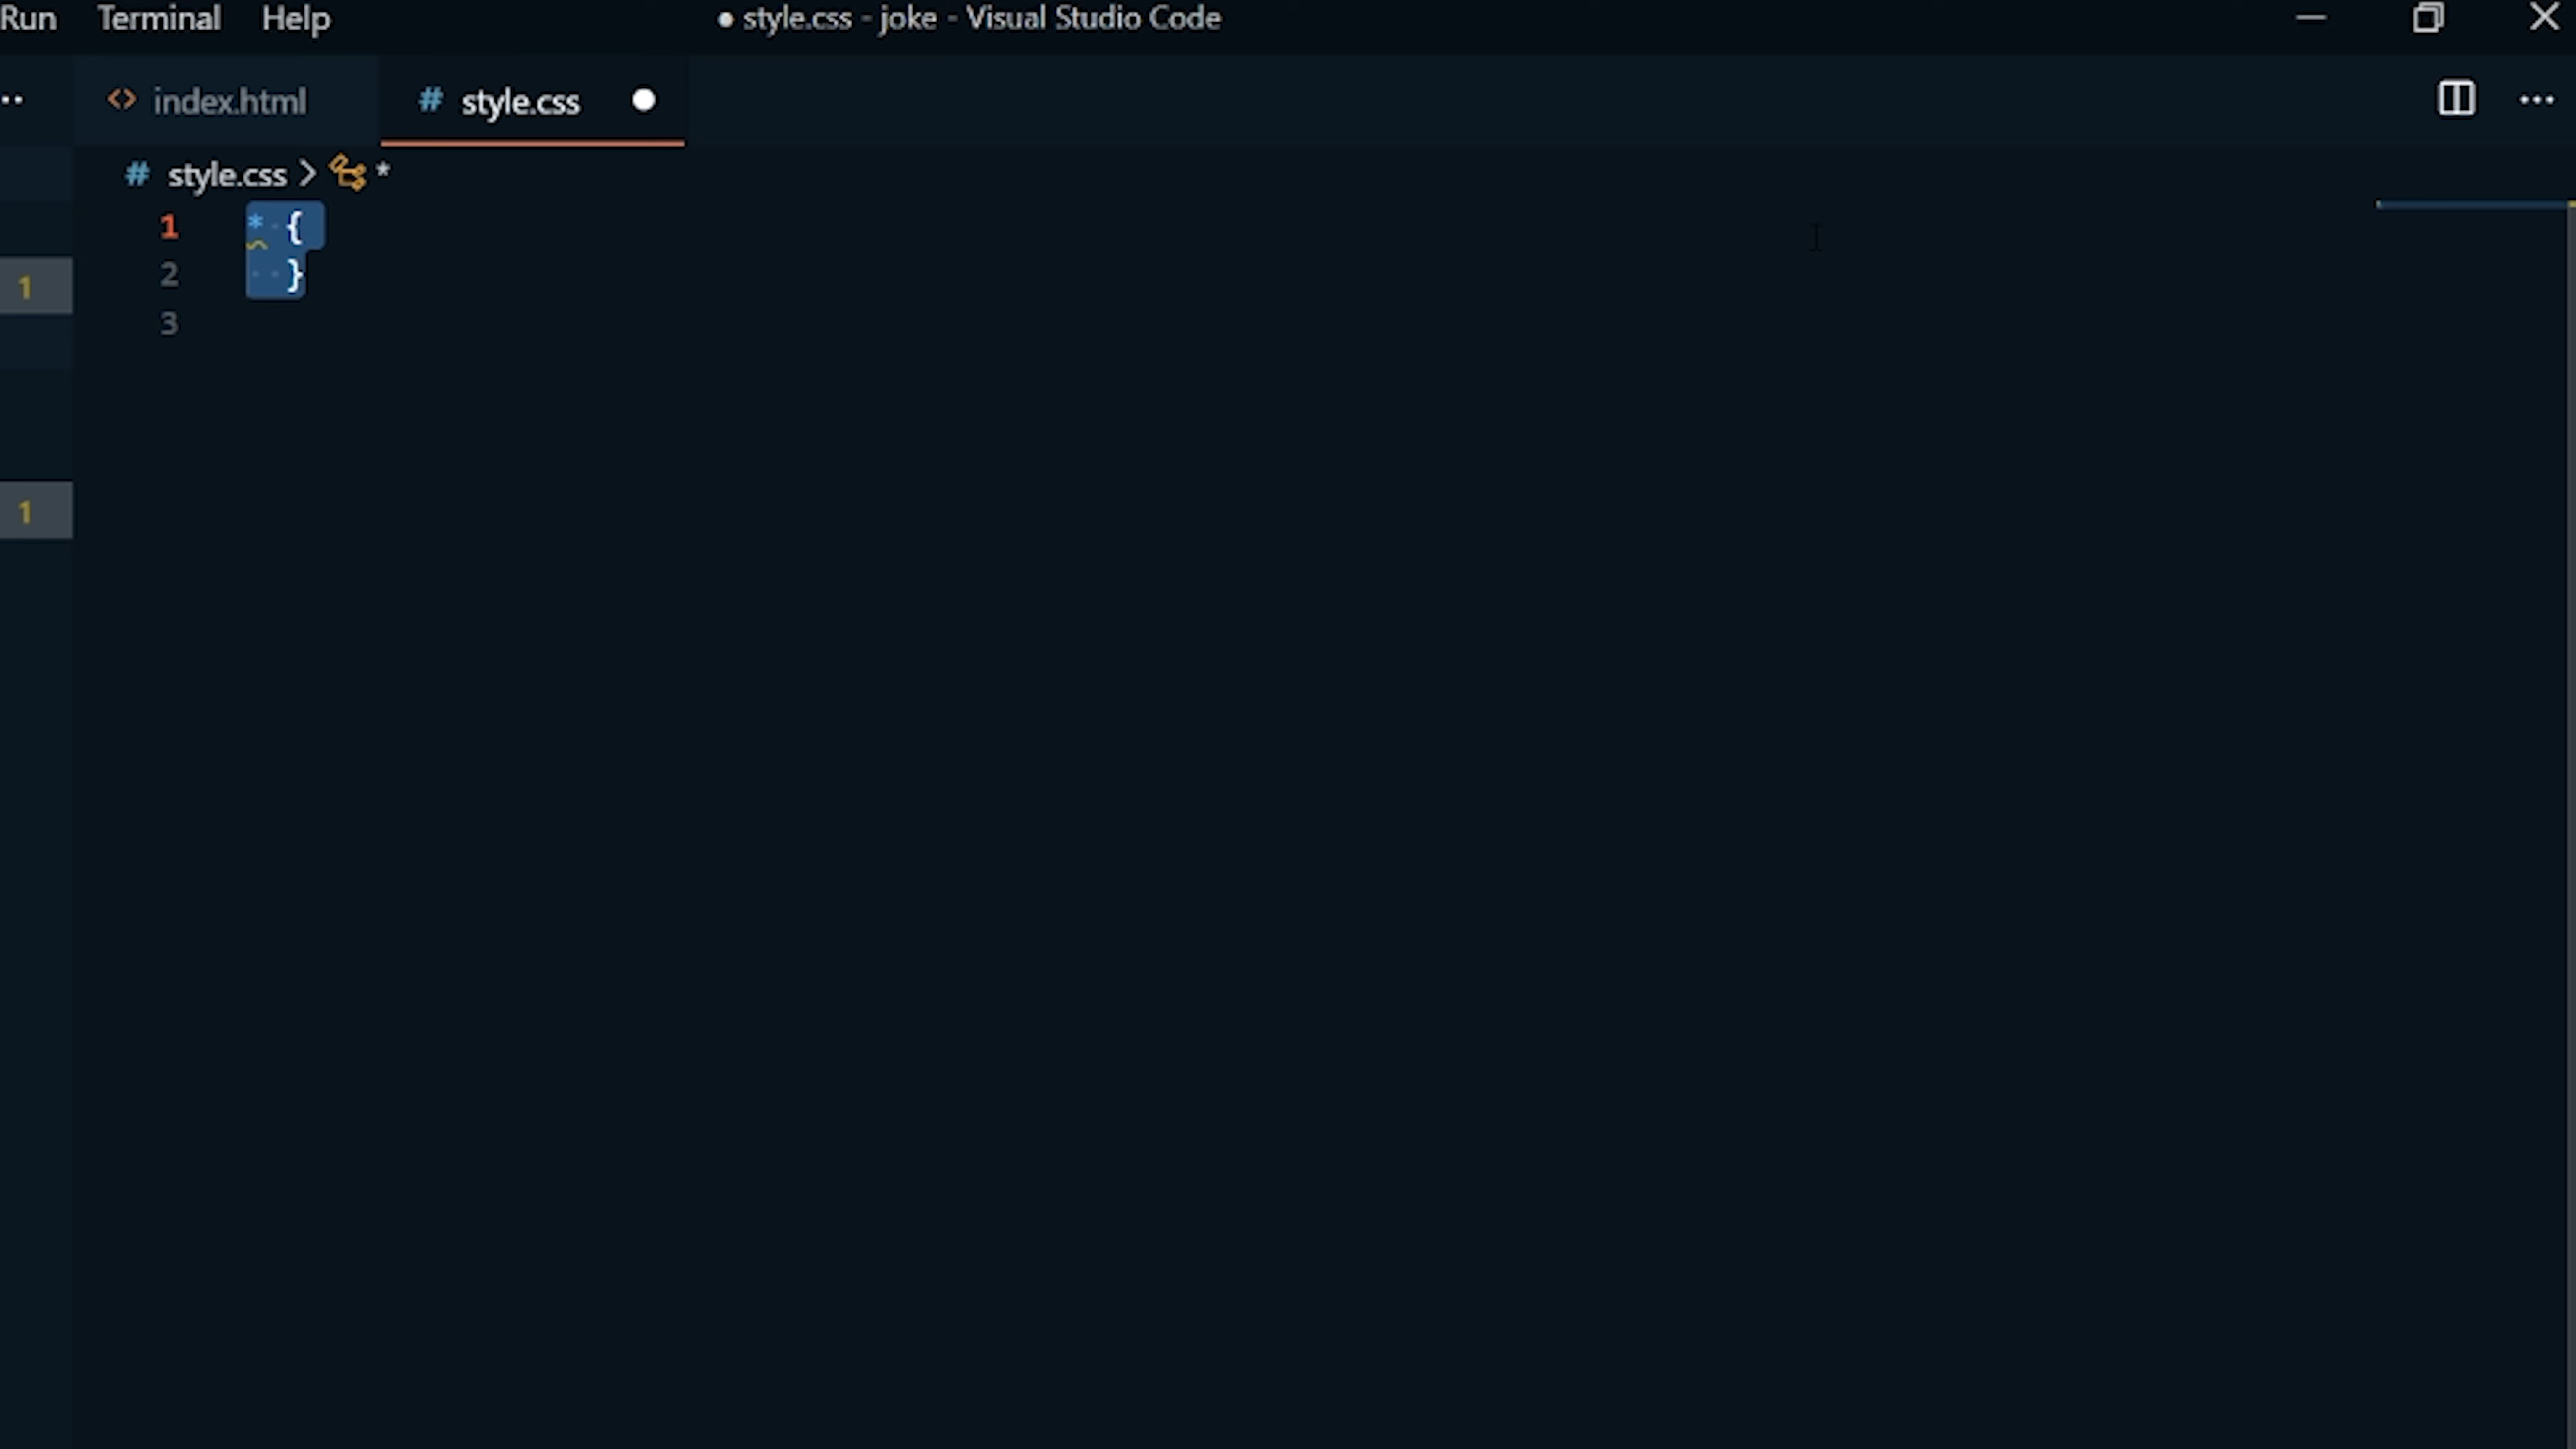 Run Terminal Help
● style.css - joke - Visual Studio Code
<> index.html
# style.css ●
# style.css > *
1 * {
2 }
3
1
1